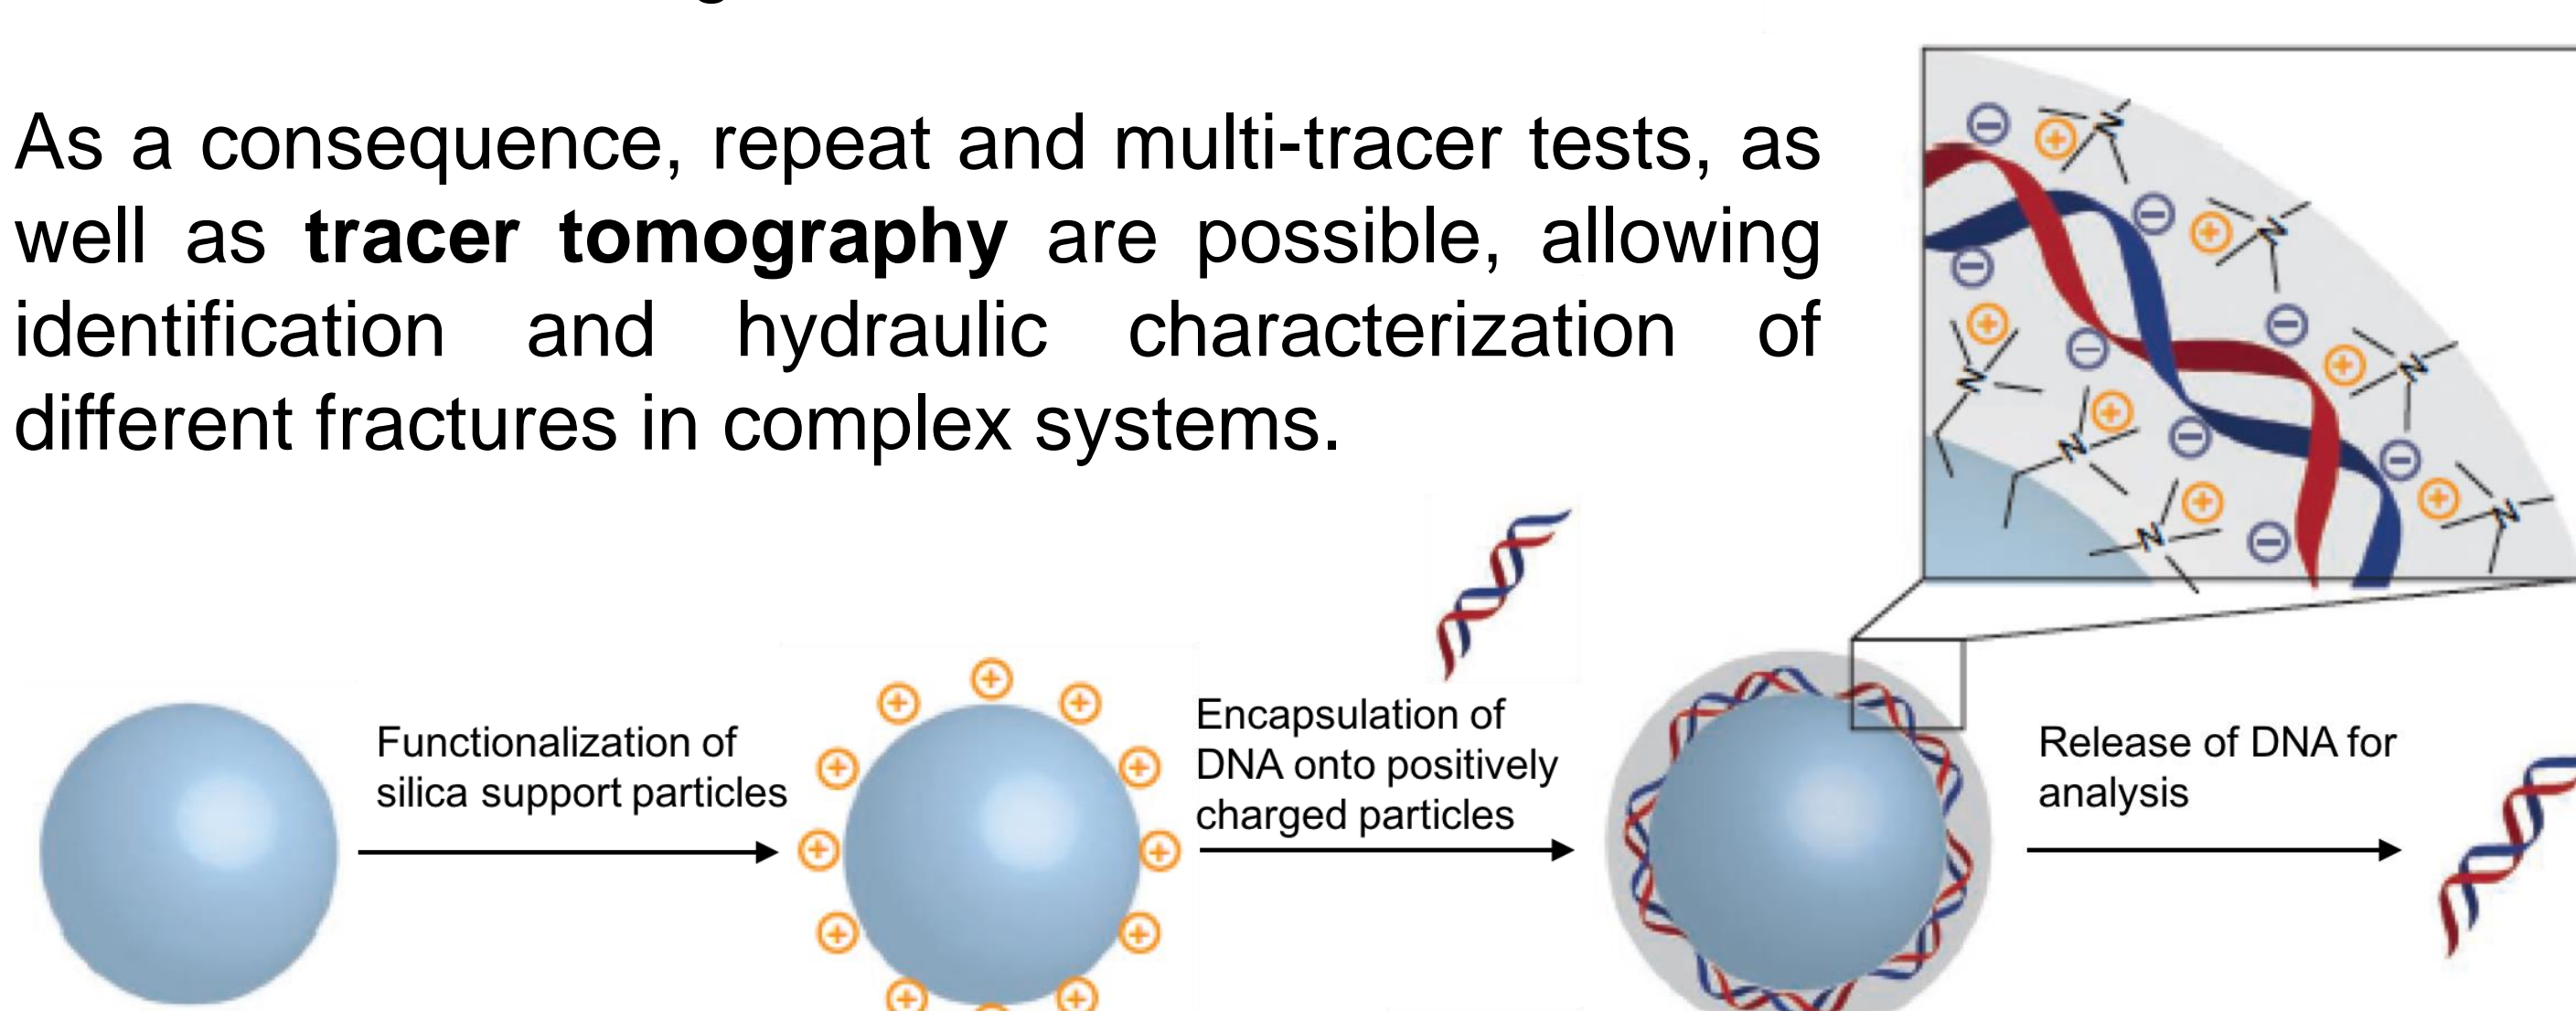 As a consequence, repeat and multi-tracer tests, as
well as tracer tomography are possible, allowing
identification and hydraulic characterization of
different fractures in complex systems.
Functionalization of
silica support particles
Encapsulation of
DNA onto positively
charged particles
Release of DNA for
analysis
N
N
N
N
N
N
N